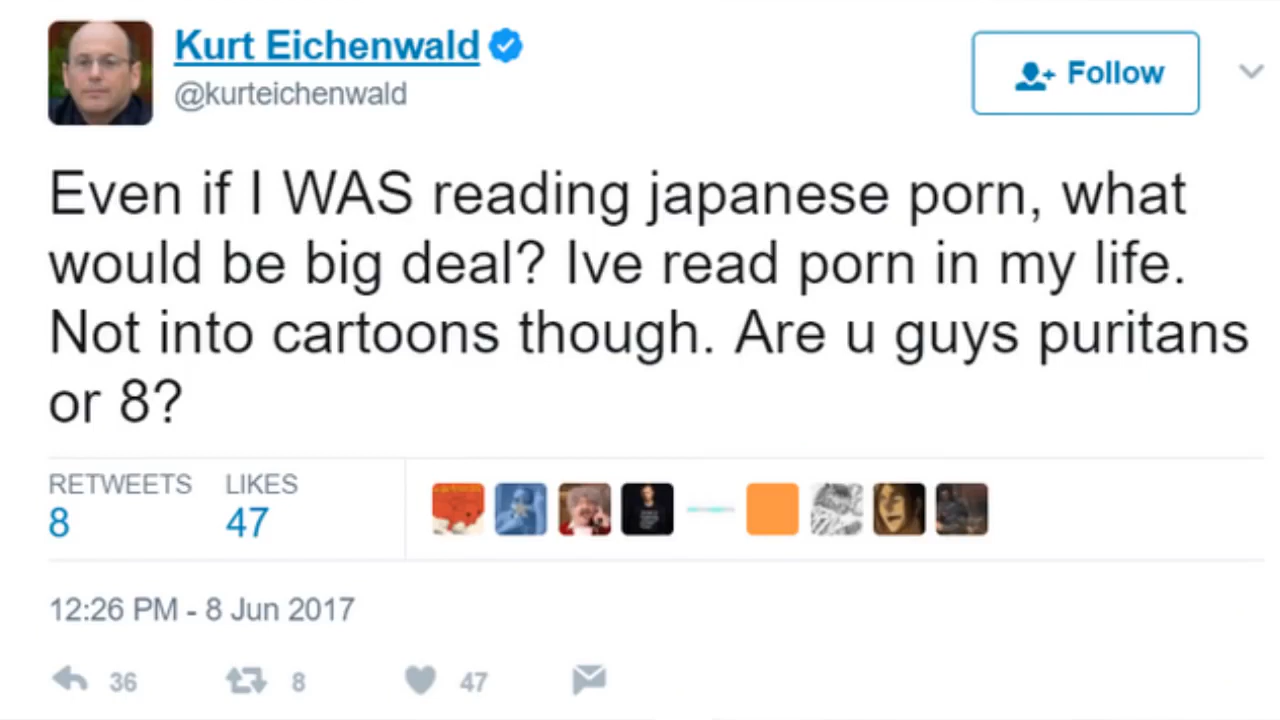 Kurt Eichenwald
Follow
@kurteichenwald
Even if I WAS reading japanese porn, what
would be big deal? Ive read porn in my life.
Not into cartoons though. Are u guys puritans
or 8?
RETWEETS LIKES
8 47
12:26 PM - 8 Jun 2017
36 8 47